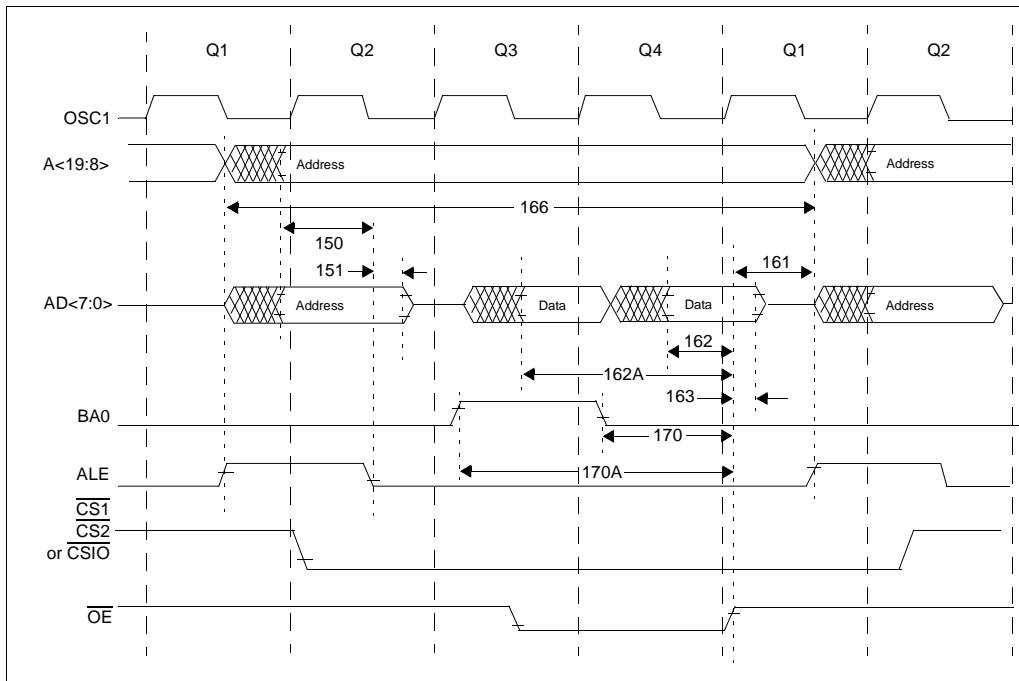 Q1 Q2 Q3 Q4 Q1 Q2
OSC1
A<19:8> Address Address
166
150
151 161
AD<7:0> Address Data Data Address
162
162A
163
BA0
170
ALE 170A
CS1
CS2
or CSIO
OE